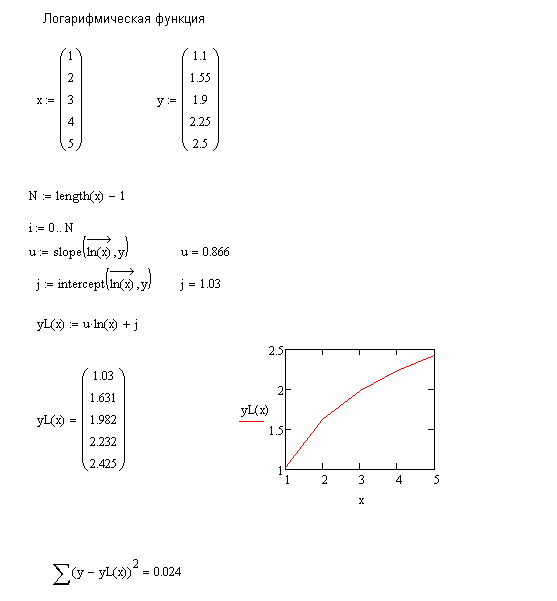 Логарифмическая функция
x := ( 1 2 3 4 5 ) y := ( 1.1 1.55 1.9 2.25 2.5 )
N := length(x) − 1
i := 0.. N
u := slope(ln(x) , y) u = 0.866
j := intercept(ln(x) , y) j = 1.03
yL(x) := u·ln(x) + j
yL(x) = ( 1.03 1.631 1.982 2.232 2.425 )
2.5
2
yL(x)
1.5
1
1 2 3 4 5
x
∑(y − yL(x))² = 0.024